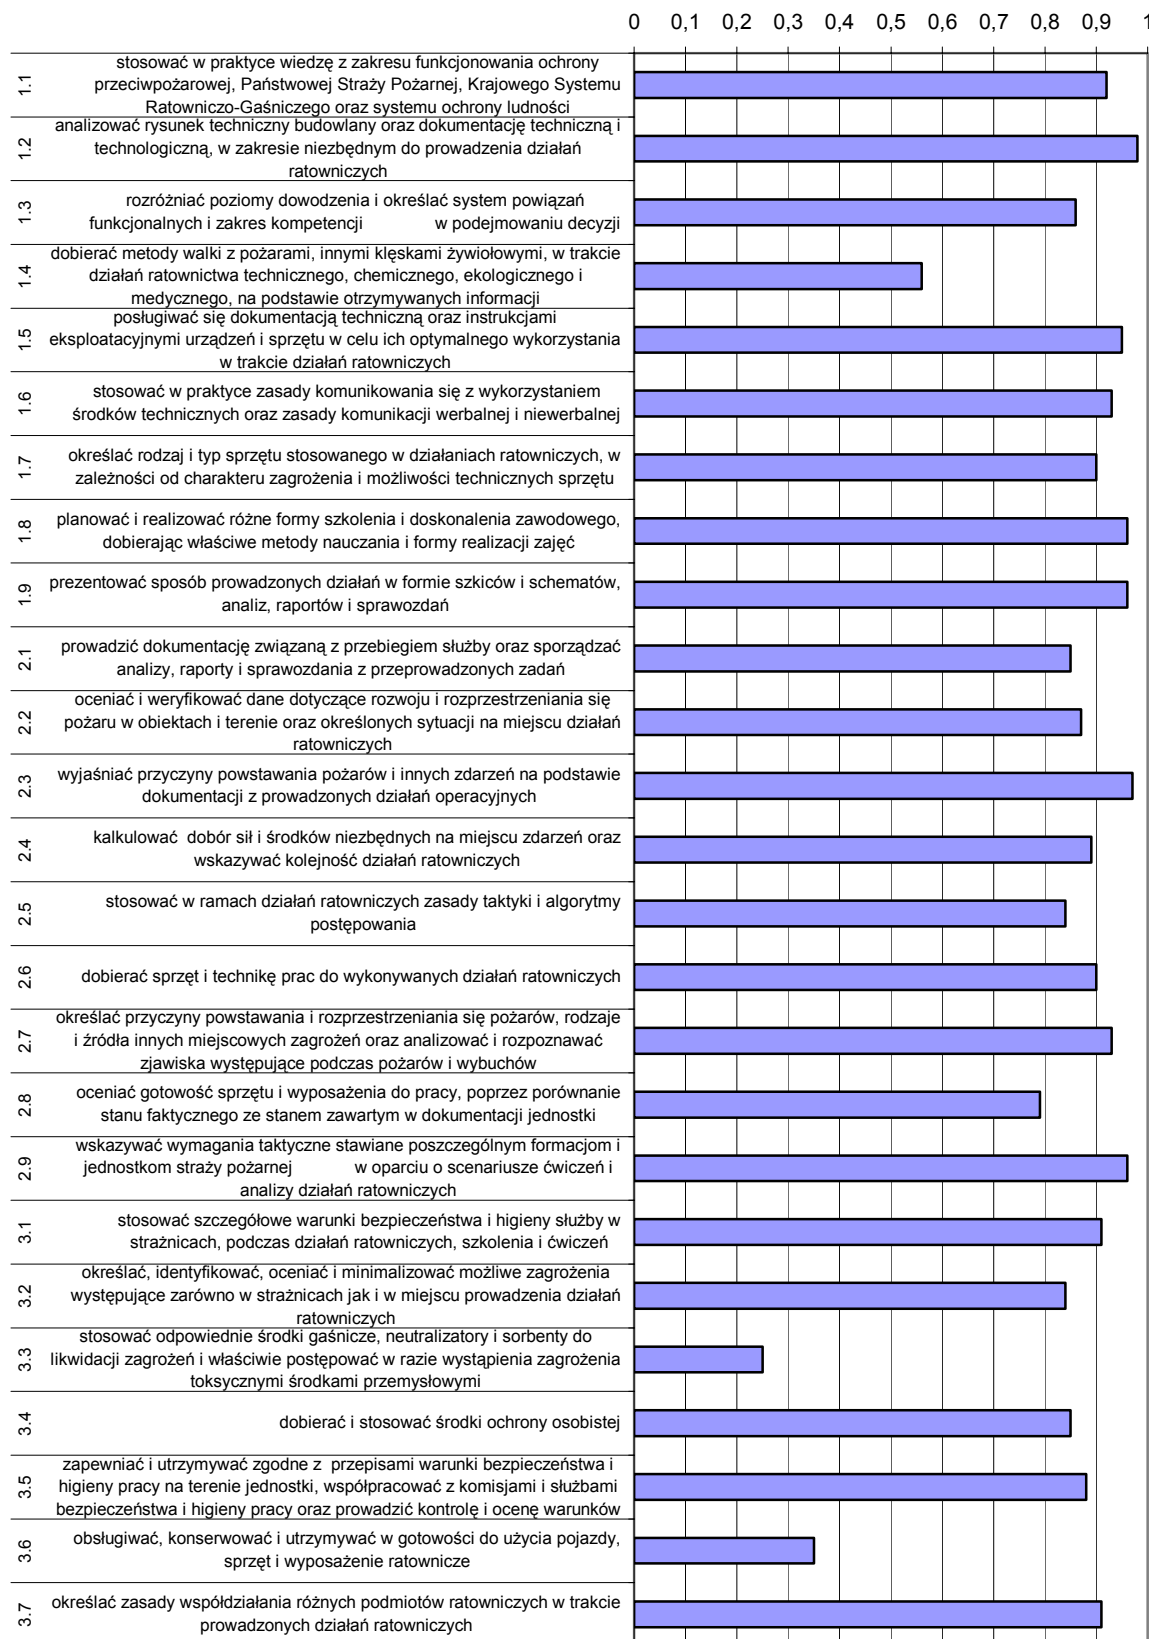 0 0,1 0,2 0,3 0,4 0,5 0,6 0,7 0,8 0,9 1
1.1
stosować w praktyce wiedzę z zakresu funkcjonowania ochrony
przeciwpożarowej, Państwowej Straży Pożarnej, Krajowego Systemu
Ratowniczo-Gaśniczego oraz systemu ochrony ludności
1.2
analizować rysunek techniczny budowlany oraz dokumentację techniczną i
technologiczną, w zakresie niezbędnym do prowadzenia działań
ratowniczych
1.3
rozróżniać poziomy dowodzenia i określać system powiązań
funkcjonalnych i zakres kompetencji w podejmowaniu decyzji
1.4
dobierać metody walki z pożarami, innymi klęskami żywiołowymi, w trakcie
działań ratownictwa technicznego, chemicznego, ekologicznego i
medycznego, na podstawie otrzymywanych informacji
1.5
posługiwać się dokumentacją techniczną oraz instrukcjami
eksploatacyjnymi urządzeń i sprzętu w celu ich optymalnego wykorzystania
w trakcie działań ratowniczych
1.6
stosować w praktyce zasady komunikowania się z wykorzystaniem
środków technicznych oraz zasady komunikacji werbalnej i niewerbalnej
1.7
określać rodzaj i typ sprzętu stosowanego w działaniach ratowniczych, w
zależności od charakteru zagrożenia i możliwości technicznych sprzętu
1.8
planować i realizować różne formy szkolenia i doskonalenia zawodowego,
dobierając właściwe metody nauczania i formy realizacji zajęć
1.9
prezentować sposób prowadzonych działań w formie szkiców i schematów,
analiz, raportów i sprawozdań
2.1
prowadzić dokumentację związaną z przebiegiem służby oraz sporządzać
analizy, raporty i sprawozdania z przeprowadzonych zadań
2.2
oceniać i weryfikować dane dotyczące rozwoju i rozprzestrzeniania się
pożaru w obiektach i terenie oraz określonych sytuacji na miejscu działań
ratowniczych
2.3
wyjaśniać przyczyny powstawania pożarów i innych zdarzeń na podstawie
dokumentacji z prowadzonych działań operacyjnych
2.4
kalkulować dobór sił i środków niezbędnych na miejscu zdarzeń oraz
wskazywać kolejność działań ratowniczych
2.5
stosować w ramach działań ratowniczych zasady taktyki i algorytmy
postępowania
2.6
dobierać sprzęt i technikę prac do wykonywanych działań ratowniczych
2.7
określać przyczyny powstawania i rozprzestrzeniania się pożarów, rodzaje
i źródła innych miejscowych zagrożeń oraz analizować i rozpoznawać
zjawiska występujące podczas pożarów i wybuchów
2.8
oceniać gotowość sprzętu i wyposażenia do pracy, poprzez porównanie
stanu faktycznego ze stanem zawartym w dokumentacji jednostki
2.9
wskazywać wymagania taktyczne stawiane poszczególnym formacjom i
jednostkom straży pożarnej w oparciu o scenariusze ćwiczeń i
analizy działań ratowniczych
3.1
stosować szczegółowe warunki bezpieczeństwa i higieny służby w
strażnicach, podczas działań ratowniczych, szkolenia i ćwiczeń
3.2
określać, identyfikować, oceniać i minimalizować możliwe zagrożenia
występujące zarówno w strażnicach jak i w miejscu prowadzenia działań
ratowniczych
3.3
stosować odpowiednie środki gaśnicze, neutralizatory i sorbenty do
likwidacji zagrożeń i właściwie postępować w razie wystąpienia zagrożenia
toksycznymi środkami przemysłowymi
3.4
dobierać i stosować środki ochrony osobistej
3.5
zapewniać i utrzymywać zgodne z przepisami warunki bezpieczeństwa i
higieny pracy na terenie jednostki, współpracować z komisjami i służbami
bezpieczeństwa i higieny pracy oraz prowadzić kontrolę i ocenę warunków
3.6
obsługiwać, konserwować i utrzymywać w gotowości do użycia pojazdy,
sprzęt i wyposażenie ratownicze
3.7
określać zasady współdziałania różnych podmiotów ratowniczych w trakcie
prowadzonych działań ratowniczych